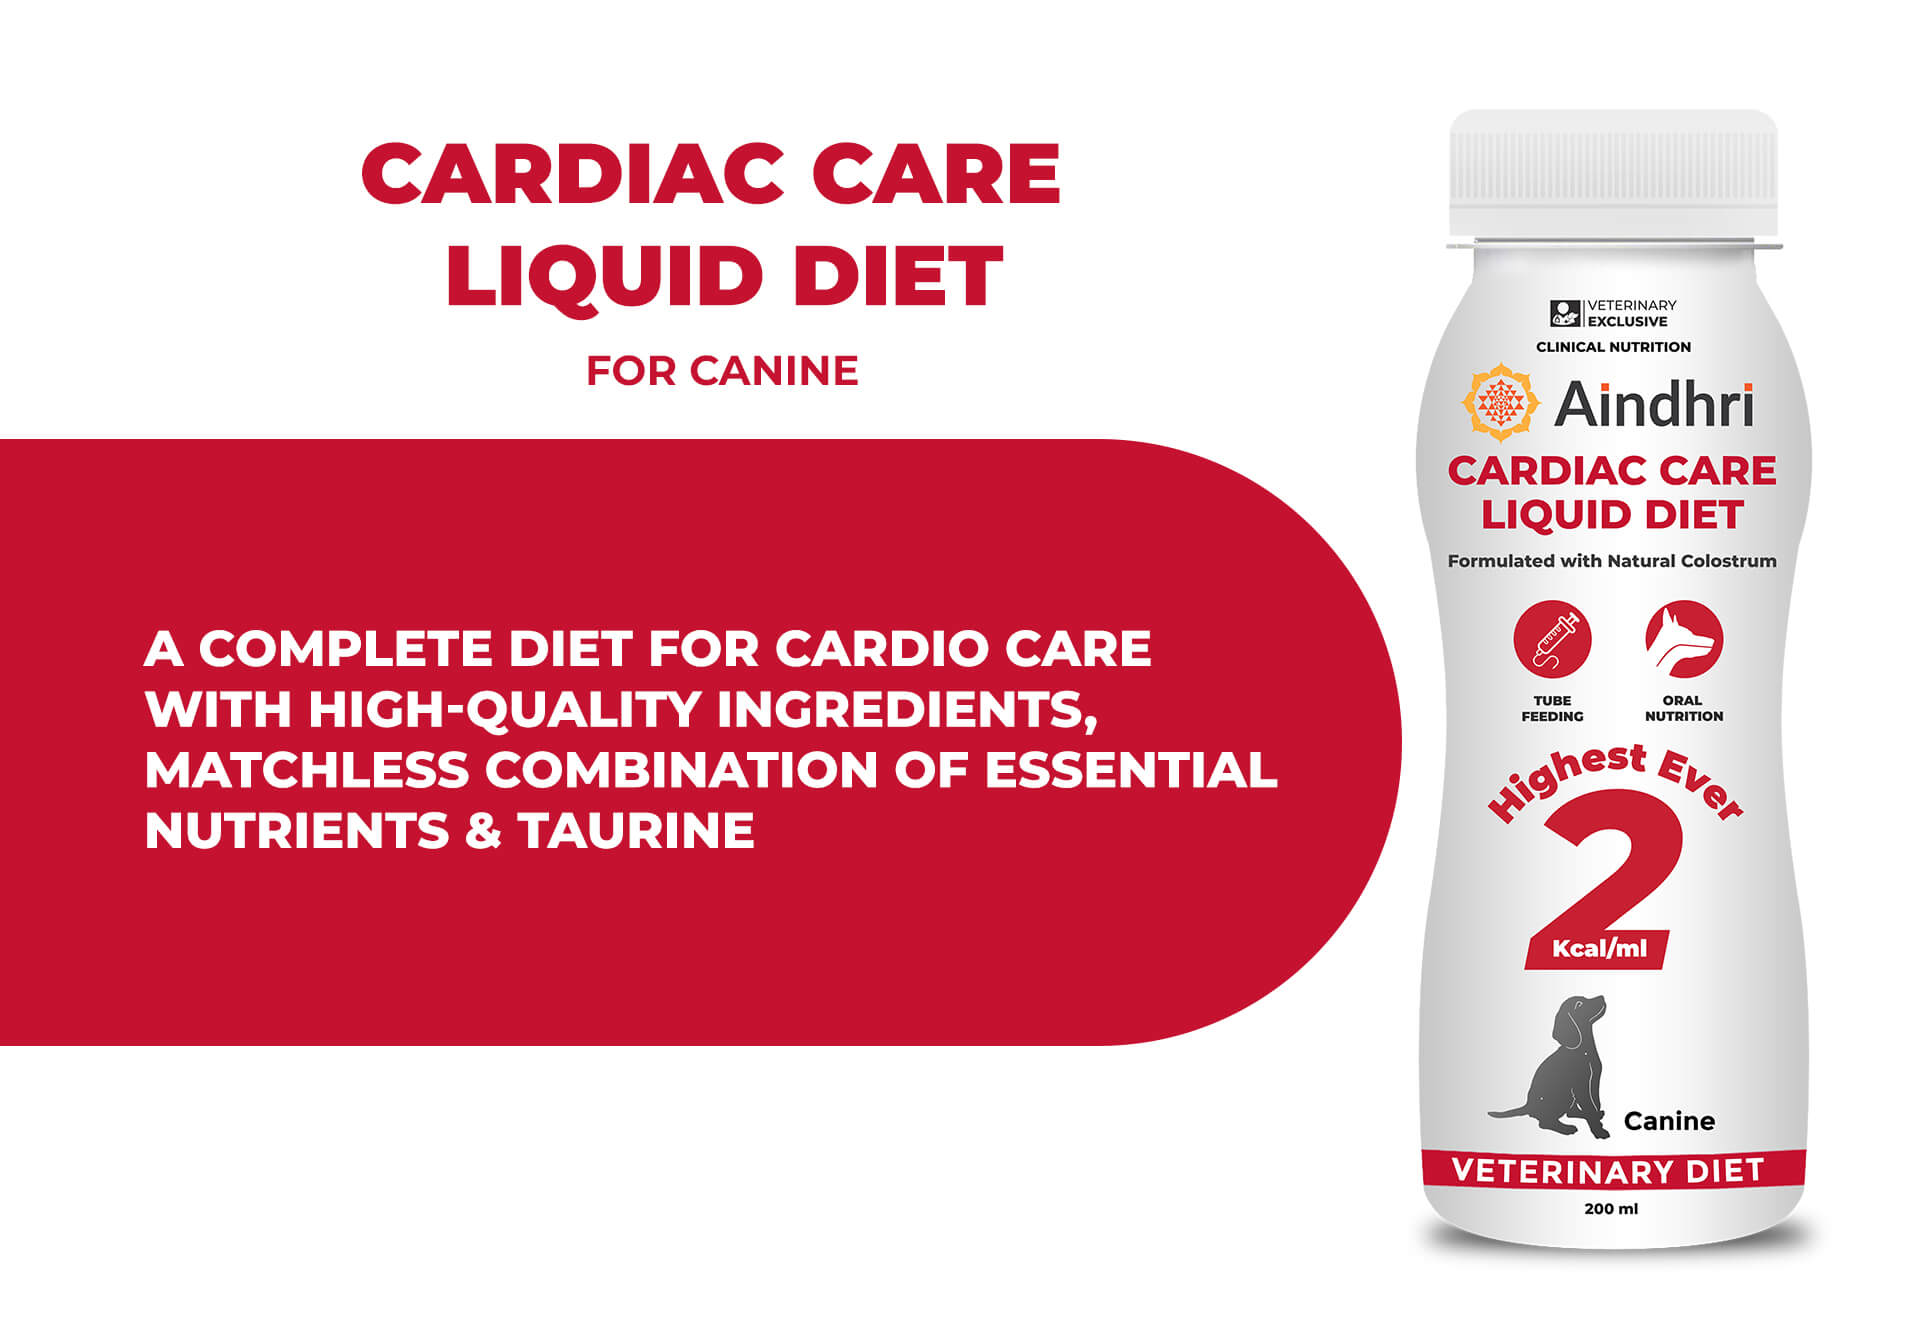 CARDIAC CARE
LIQUID DIET
FOR CANINE
A COMPLETE DIET FOR CARDIO CARE
WITH HIGH-QUALITY INGREDIENTS,
MATCHLESS COMBINATION OF ESSENTIAL
NUTRIENTS & TAURINE
VETERINARY
EXCLUSIVE
CLINICAL NUTRITION
Aindhri
CARDIAC CARE
LIQUID DIET
Formulated with Natural Colostrum
TUBE
FEEDING
ORAL
NUTRITION
Highest Ever
2
Kcal/ml
Canine
VETERINARY DIET
200 ml